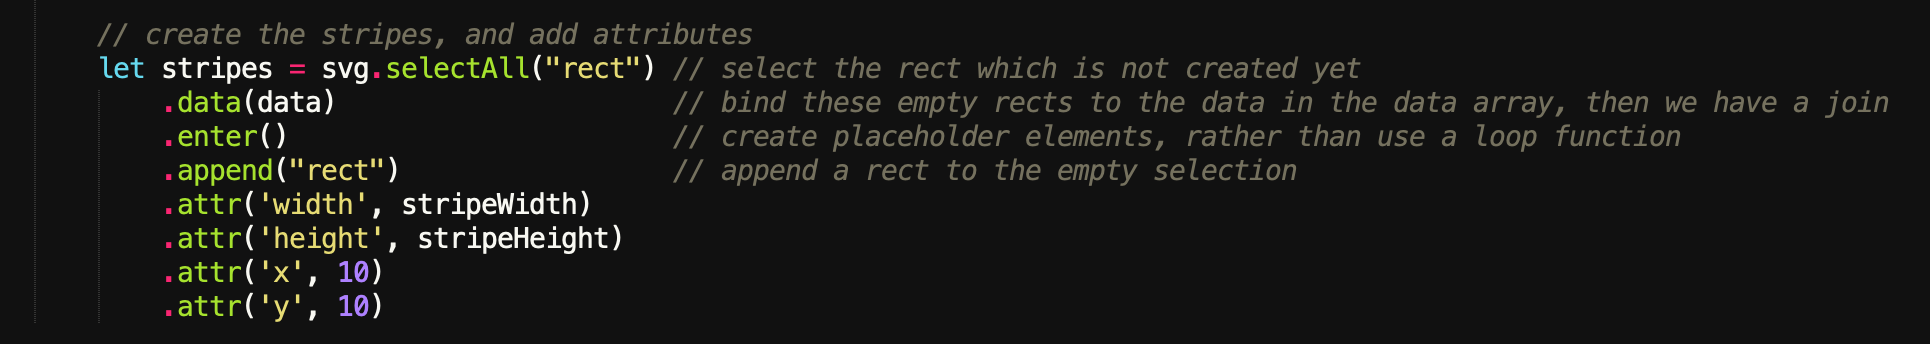 // create the stripes, and add attributes
let stripes = svg.selectAll("rect") // select the rect which is not created yet
.data(data) // bind these empty rects to the data in the data array, then we have a join
.enter() // create placeholder elements, rather than use a loop function
.append("rect") // append a rect to the empty selection
.attr('width', stripeWidth)
.attr('height', stripeHeight)
.attr('x', 10)
.attr('y', 10)